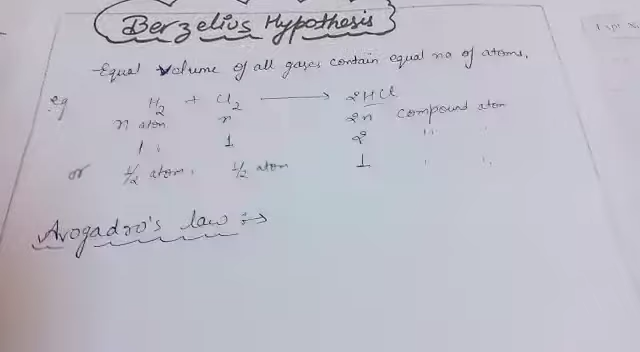 Berzelius Hypothesis
Equal volume of all gases contain equal no of atoms.
eg H₂ + Cl₂ ⟶ 2HCl
n atom n 2n compound atom
1 〃 1 2 〃 〃
or 1/2 atom, 1/2 atom 1 〃 〃
Avogadro's law :→